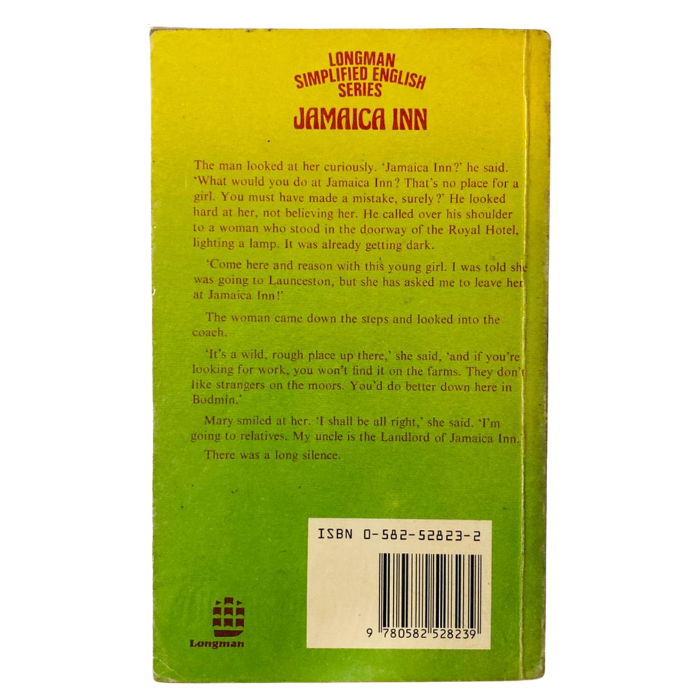 LONGMAN
SIMPLIFIED ENGLISH
SERIES
JAMAICA INN
The man looked at her curiously. 'Jamaica Inn?' he said.
'What would you do at Jamaica Inn? That's no place for a
girl. You must have made a mistake, surely?' He looked
hard at her, not believing her. He called over his shoulder
to a woman who stood in the doorway of the Royal Hotel,
lighting a lamp. It was already getting dark.
'Come here and reason with this young girl. I was told she
was going to Launceston, but she has asked me to leave her
at Jamaica Inn!'
The woman came down the steps and looked into the
coach.
'It's a wild, rough place up there,' she said, 'and if you're
looking for work, you won't find it on the farms. They don't
like strangers on the moors. You'd do better down here in
Bodmin.'
Mary smiled at her. 'I shall be all right,' she said. 'I'm
going to relatives. My uncle is the Landlord of Jamaica Inn.'
There was a long silence.
ISBN 0-582-52823-2
9 780582 528239
Longman